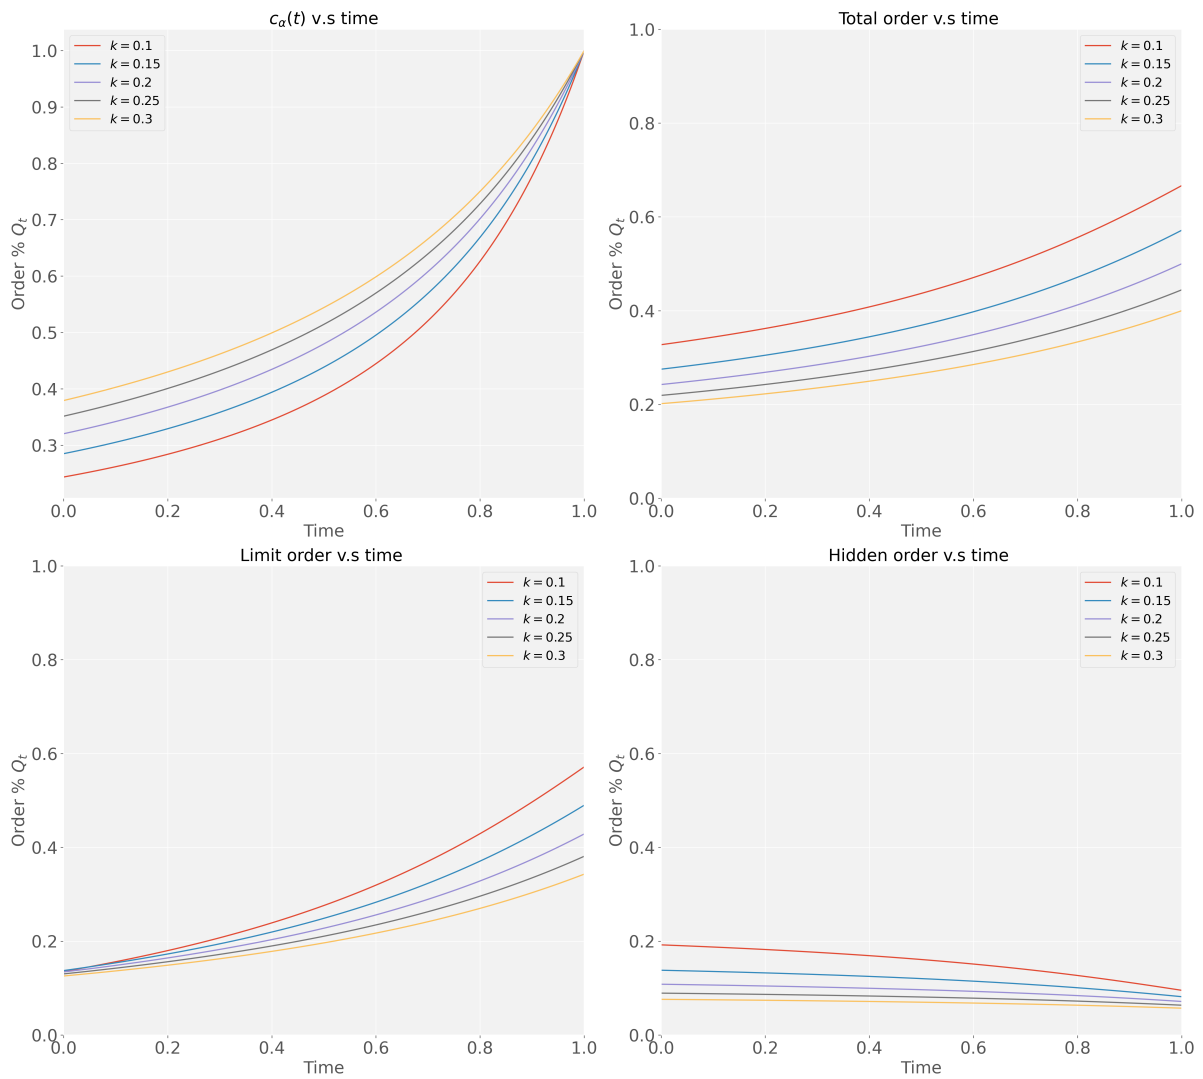 c_α(t) v.s time
k = 0.1
k = 0.15
k = 0.2
k = 0.25
k = 0.3
1.0
0.9
0.8
0.7
0.6
0.5
0.4
0.3
Order % Q_t
0.0 0.2 0.4 0.6 0.8 1.0
Time
Total order v.s time
k = 0.1
k = 0.15
k = 0.2
k = 0.25
k = 0.3
1.0
0.8
0.6
0.4
0.2
0.0
Order % Q_t
0.0 0.2 0.4 0.6 0.8 1.0
Time
Limit order v.s time
k = 0.1
k = 0.15
k = 0.2
k = 0.25
k = 0.3
1.0
0.8
0.6
0.4
0.2
0.0
Order % Q_t
0.0 0.2 0.4 0.6 0.8 1.0
Time
Hidden order v.s time
k = 0.1
k = 0.15
k = 0.2
k = 0.25
k = 0.3
1.0
0.8
0.6
0.4
0.2
0.0
Order % Q_t
0.0 0.2 0.4 0.6 0.8 1.0
Time